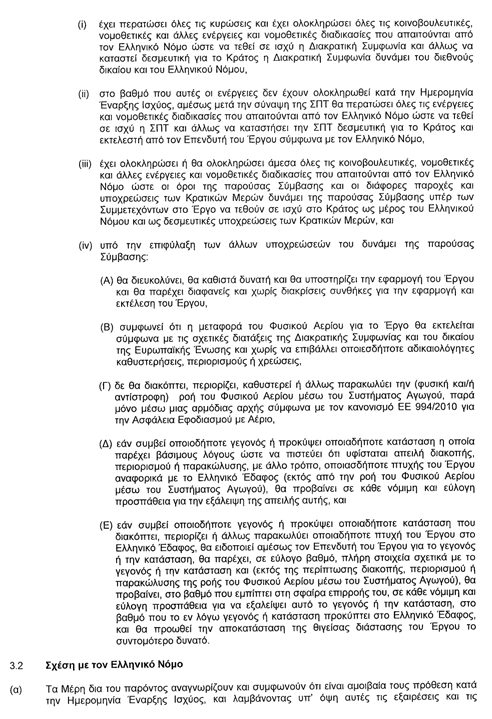 (i) έχει περατώσει όλες τις κυρώσεις και έχει ολοκληρώσει όλες τις κοινοβουλευτικές,
νομοθετικές και άλλες ενέργειες και νομοθετικές διαδικασίες που απαιτούνται από
τον Ελληνικό Νόμο ώστε να τεθεί σε ισχύ η Διακρατική Συμφωνία και άλλως να
καταστεί δεσμευτική για το Κράτος η Διακρατική Συμφωνία δυνάμει του διεθνούς
δικαίου και του Ελληνικού Νόμου,
(ii) στο βαθμό που αυτές οι ενέργειες δεν έχουν ολοκληρωθεί κατά την Ημερομηνία
Έναρξης Ισχύος, αμέσως μετά την σύναψη της ΣΠΤ θα περατώσει όλες τις ενέργειες
και νομοθετικές διαδικασίες που απαιτούνται από τον Ελληνικό Νόμο ώστε να τεθεί
σε ισχύ η ΣΠΤ και άλλως να καταστήσει την ΣΠΤ δεσμευτική για το Κράτος και
εκτελεστή από τον Επενδυτή του Έργου σύμφωνα με τον Ελληνικό Νόμο,
(iii) έχει ολοκληρώσει ή θα ολοκληρώσει άμεσα όλες τις κοινοβουλευτικές, νομοθετικές
και άλλες ενέργειες και νομοθετικές διαδικασίες που απαιτούνται από τον Ελληνικό
Νόμο ώστε οι όροι της παρούσας Σύμβασης και οι διάφορες παροχές και
υποχρεώσεις των Κρατικών Μερών δυνάμει της παρούσας Σύμβασης υπέρ των
Συμμετεχόντων στο Έργο να τεθούν σε ισχύ στο Κράτος ως μέρος του Ελληνικού
Νόμου και ως δεσμευτικές υποχρεώσεις των Κρατικών Μερών, και
(iv) υπό την επιφύλαξη των άλλων υποχρεώσεών του δυνάμει της παρούσας
Σύμβασης:
(Α) θα διευκολύνει, θα καθιστά δυνατή και θα υποστηρίζει την εφαρμογή του Έργου
και θα παρέχει διαφανείς και χωρίς διακρίσεις συνθήκες για την εφαρμογή και
εκτέλεση του Έργου,
(Β) συμφωνεί ότι η μεταφορά του Φυσικού Αερίου για το Έργο θα εκτελείται
σύμφωνα με τις σχετικές διατάξεις της Διακρατικής Συμφωνίας και του δικαίου
της Ευρωπαϊκής Ένωσης και χωρίς να επιβάλλει οποιεσδήποτε αδικαιολόγητες
καθυστερήσεις, περιορισμούς ή χρεώσεις,
(Γ) δε θα διακόπτει, περιορίζει, καθυστερεί ή άλλως παρακωλύει την (φυσική και/ή
αντίστροφη) ροή του Φυσικού Αερίου μέσω του Συστήματος Αγωγού, παρά
μόνο μέσω μιας αρμόδιας αρχής σύμφωνα με τον κανονισμό ΕΕ 994/2010 για
την Ασφάλεια Εφοδιασμού με Αέριο,
(Δ) εάν συμβεί οποιοδήποτε γεγονός ή προκύψει οποιαδήποτε κατάσταση η οποία
παρέχει βάσιμους λόγους ώστε να πιστεύει ότι υφίσταται απειλή διακοπής,
περιορισμού ή παρακώλυσης, με άλλο τρόπο, οποιασδήποτε πτυχής του Έργου
αναφορικά με το Ελληνικό Έδαφος (εκτός από την ροή του Φυσικού Αερίου
μέσω του Συστήματος Αγωγού), θα προβαίνει σε κάθε νόμιμη και εύλογη
προσπάθεια για την εξάλειψη της απειλής αυτής, και
(Ε) εάν συμβεί οποιοδήποτε γεγονός ή προκύψει οποιαδήποτε κατάσταση που
διακόπτει, περιορίζει ή άλλως παρακωλύει οποιαδήποτε πτυχή του Έργου στο
Ελληνικό Έδαφος, θα ειδοποιεί αμέσως τον Επενδυτή του Έργου για το γεγονός
ή την κατάσταση, θα παρέχει, σε εύλογο βαθμό, πλήρη στοιχεία σχετικά με το
γεγονός ή την κατάσταση και (εκτός της περίπτωσης διακοπής, περιορισμού ή
παρακώλυσης της ροής του Φυσικού Αερίου μέσω του Συστήματος Αγωγού), θα
προβαίνει, στο βαθμό που εμπίπτει στη σφαίρα επιρροής του, σε κάθε νόμιμη και
εύλογη προσπάθεια για να εξαλείψει αυτό το γεγονός ή την κατάσταση, στο
βαθμό που το εν λόγω γεγονός ή κατάσταση προκύπτει στο Ελληνικό Έδαφος,
και θα προωθεί την αποκατάσταση της θιγείσας διάστασης του Έργου το
συντομότερο δυνατό.
3.2 Σχέση με τον Ελληνικό Νόμο
(α) Τα Μέρη δια του παρόντος αναγνωρίζουν και συμφωνούν ότι είναι αμοιβαία τους πρόθεση κατά
την Ημερομηνία Έναρξης Ισχύος, και λαμβάνοντας υπ' όψη αυτές τις εξαιρέσεις και τις